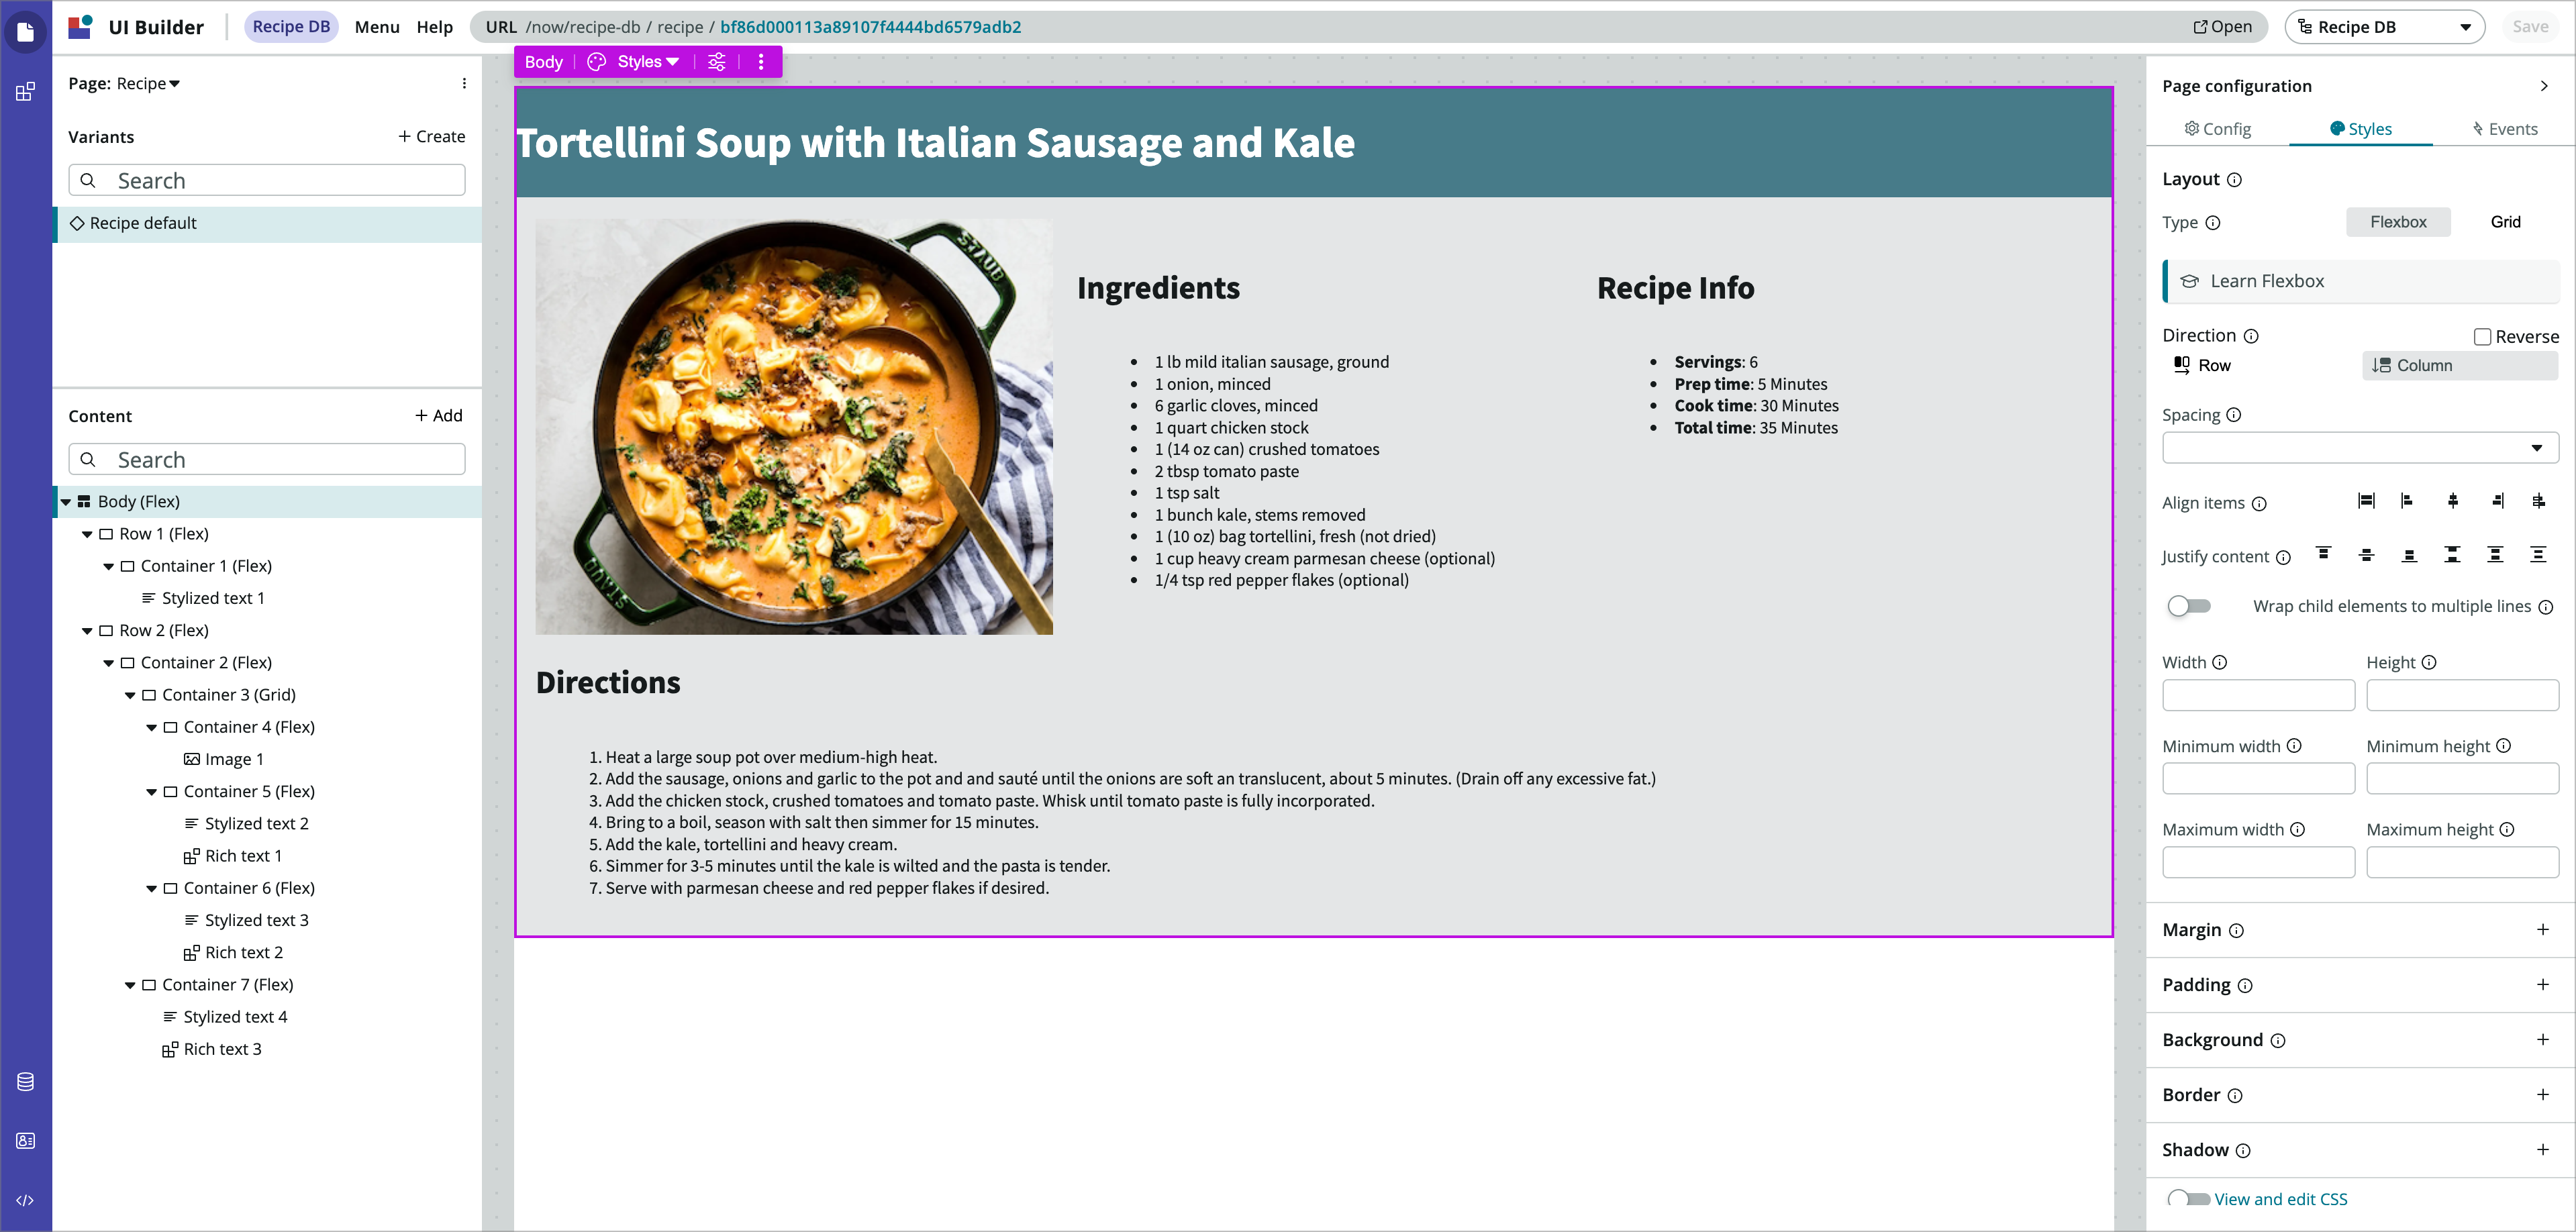 UI Builder
Recipe DB
Menu
Help
URL /now/recipe-db / recipe / bf86d000113a89107f4444bd6579adb2
Open
Recipe DB
Save
Page: Recipe
Variants
+ Create
Search
Recipe default
Content
+ Add
Search
Body (Flex)
Row 1 (Flex)
Container 1 (Flex)
Stylized text 1
Row 2 (Flex)
Container 2 (Flex)
Container 3 (Grid)
Container 4 (Flex)
Image 1
Container 5 (Flex)
Stylized text 2
Rich text 1
Container 6 (Flex)
Stylized text 3
Rich text 2
Container 7 (Flex)
Stylized text 4
Rich text 3
Body
Styles
Tortellini Soup with Italian Sausage and Kale
STAUB
Ingredients
• 1 lb mild italian sausage, ground
• 1 onion, minced
• 6 garlic cloves, minced
• 1 quart chicken stock
• 1 (14 oz can) crushed tomatoes
• 2 tbsp tomato paste
• 1 tsp salt
• 1 bunch kale, stems removed
• 1 (10 oz) bag tortellini, fresh (not dried)
• 1 cup heavy cream parmesan cheese (optional)
• 1/4 tsp red pepper flakes (optional)
Recipe Info
• Servings: 6
• Prep time: 5 Minutes
• Cook time: 30 Minutes
• Total time: 35 Minutes
Directions
1. Heat a large soup pot over medium-high heat.
2. Add the sausage, onions and garlic to the pot and and sauté until the onions are soft an translucent, about 5 minutes. (Drain off any excessive fat.)
3. Add the chicken stock, crushed tomatoes and tomato paste. Whisk until tomato paste is fully incorporated.
4. Bring to a boil, season with salt then simmer for 15 minutes.
5. Add the kale, tortellini and heavy cream.
6. Simmer for 3-5 minutes until the kale is wilted and the pasta is tender.
7. Serve with parmesan cheese and red pepper flakes if desired.
Page configuration
Config
Styles
Events
Layout
Type
Flexbox
Grid
Learn Flexbox
Direction
Reverse
Row
Column
Spacing
Align items
Justify content
Wrap child elements to multiple lines
Width
Height
Minimum width
Minimum height
Maximum width
Maximum height
Margin
Padding
Background
Border
Shadow
View and edit CSS